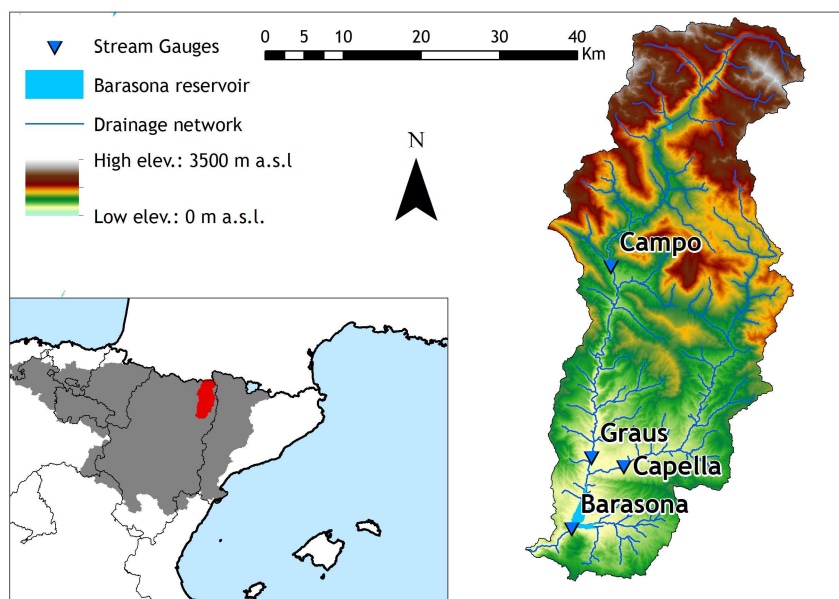 Stream Gauges
Barasona reservoir
Drainage network
High elev.: 3500 m a.s.l
Low elev.: 0 m a.s.l.
0 5 10 20 30 40
Km
N
Campo
Graus
Capella
Barasona